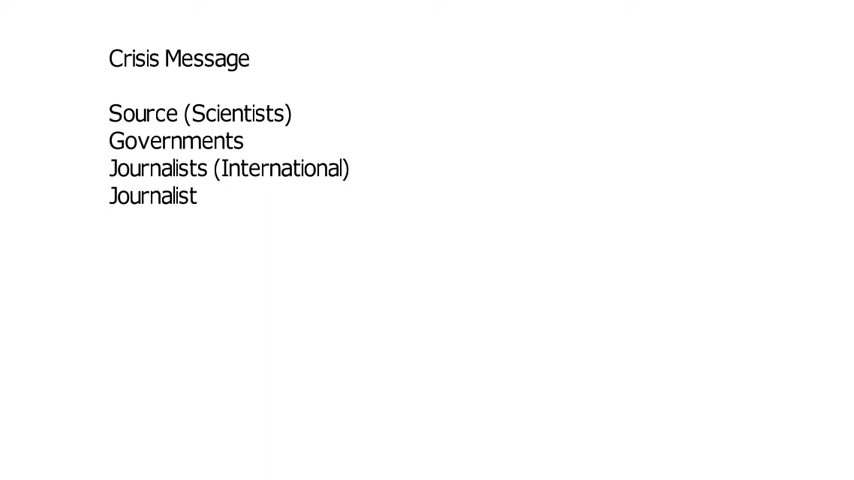 Crisis Message
Source (Scientists)
Governments
Journalists (International)
Journalist